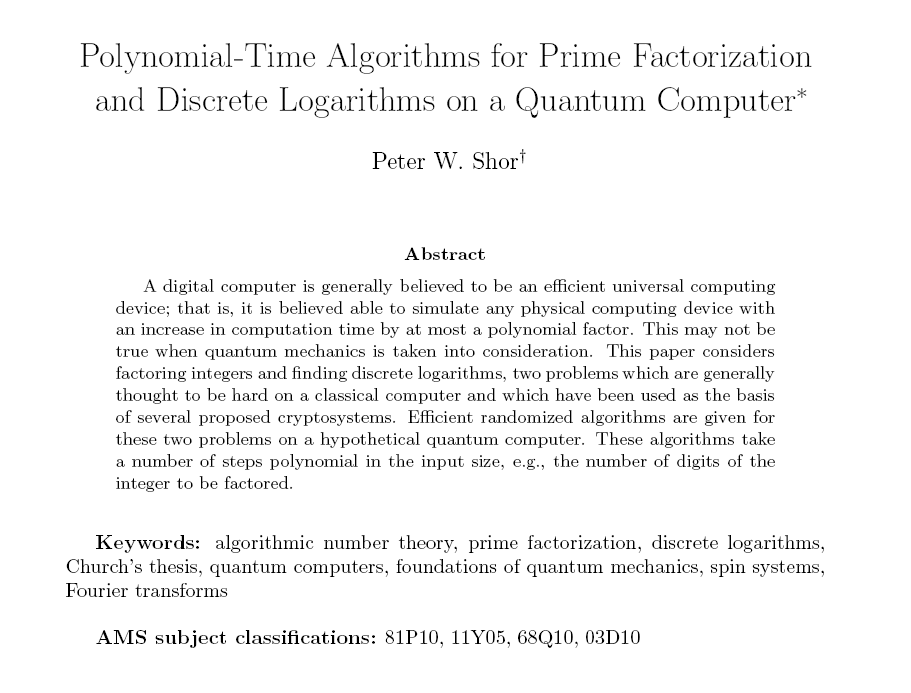 Polynomial-Time Algorithms for Prime Factorization
and Discrete Logarithms on a Quantum Computer*
Peter W. Shor†
Abstract
A digital computer is generally believed to be an efficient universal computing
device; that is, it is believed able to simulate any physical computing device with
an increase in computation time by at most a polynomial factor. This may not be
true when quantum mechanics is taken into consideration. This paper considers
factoring integers and finding discrete logarithms, two problems which are generally
thought to be hard on a classical computer and which have been used as the basis
of several proposed cryptosystems. Efficient randomized algorithms are given for
these two problems on a hypothetical quantum computer. These algorithms take
a number of steps polynomial in the input size, e.g., the number of digits of the
integer to be factored.
Keywords: algorithmic number theory, prime factorization, discrete logarithms,
Church's thesis, quantum computers, foundations of quantum mechanics, spin systems,
Fourier transforms
AMS subject classifications: 81P10, 11Y05, 68Q10, 03D10